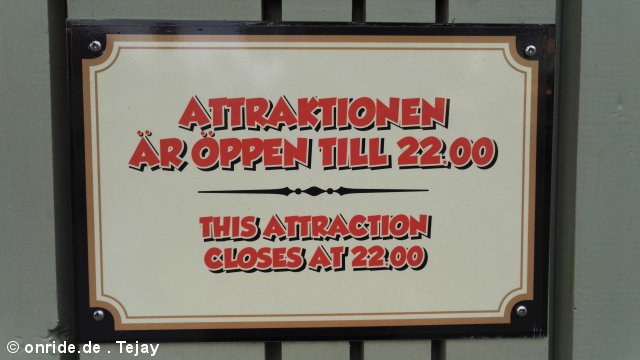 ATTRAKTIONEN
ÄR ÖPPEN TILL 22.00
THIS ATTRACTION
CLOSES AT 22.00
© onride.de . Tejay